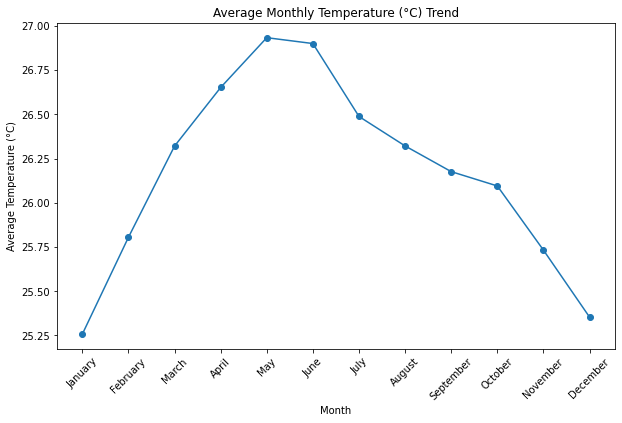 Average Monthly Temperature (°C) Trend
27.00
26.75
26.50
26.25
26.00
25.75
25.50
25.25
Average Temperature (°C)
January
February
March
April
May
June
July
August
September
October
November
December
Month